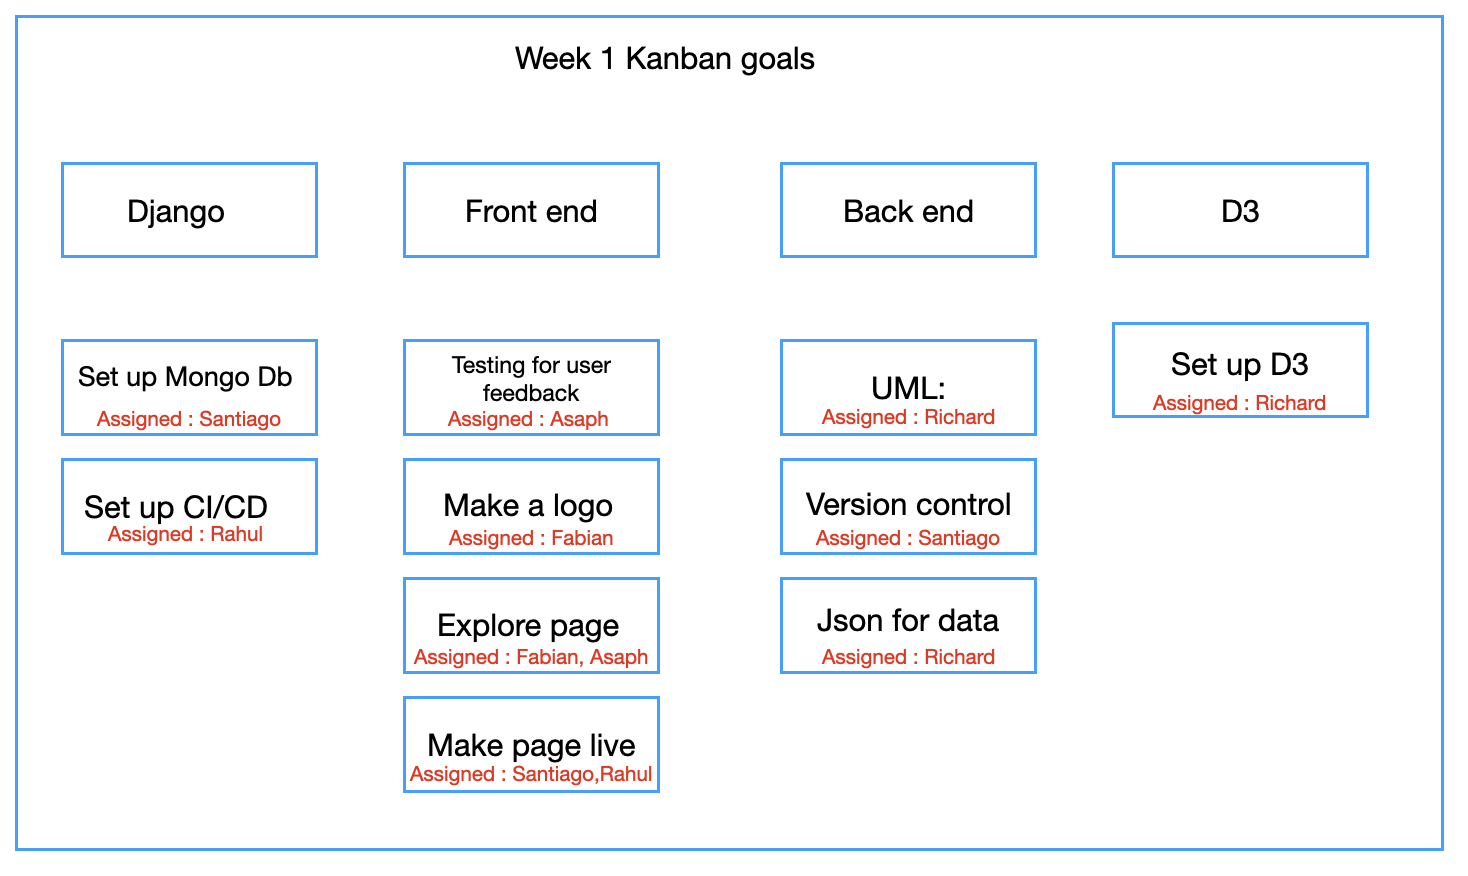 Week 1 Kanban goals
Django
Front end
Back end
D3
Set up Mongo Db
Assigned : Santiago
Set up CI/CD
Assigned : Rahul
Testing for user
feedback
Assigned : Asaph
Make a logo
Assigned : Fabian
Explore page
Assigned : Fabian, Asaph
Make page live
Assigned : Santiago,Rahul
UML:
Assigned : Richard
Version control
Assigned : Santiago
Json for data
Assigned : Richard
Set up D3
Assigned : Richard